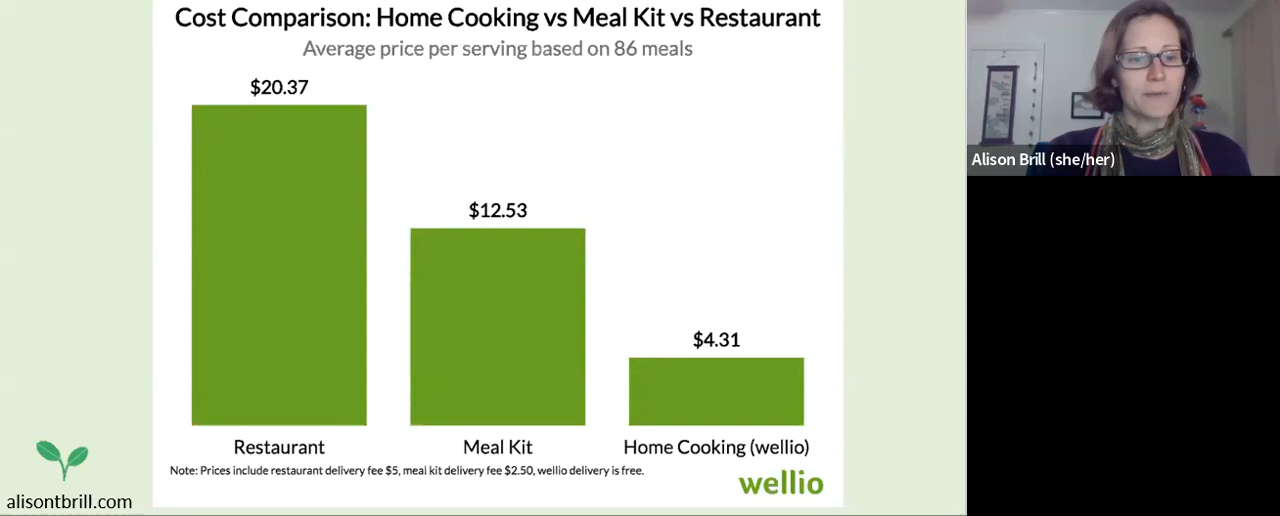 Cost Comparison: Home Cooking vs Meal Kit vs Restaurant
Average price per serving based on 86 meals
$20.37
$12.53
$4.31
Restaurant
Meal Kit
Home Cooking (wellio)
Note: Prices include restaurant delivery fee $5, meal kit delivery fee $2.50, wellio delivery is free.
wellio
alisontbrill.com
Alison Brill (she/her)